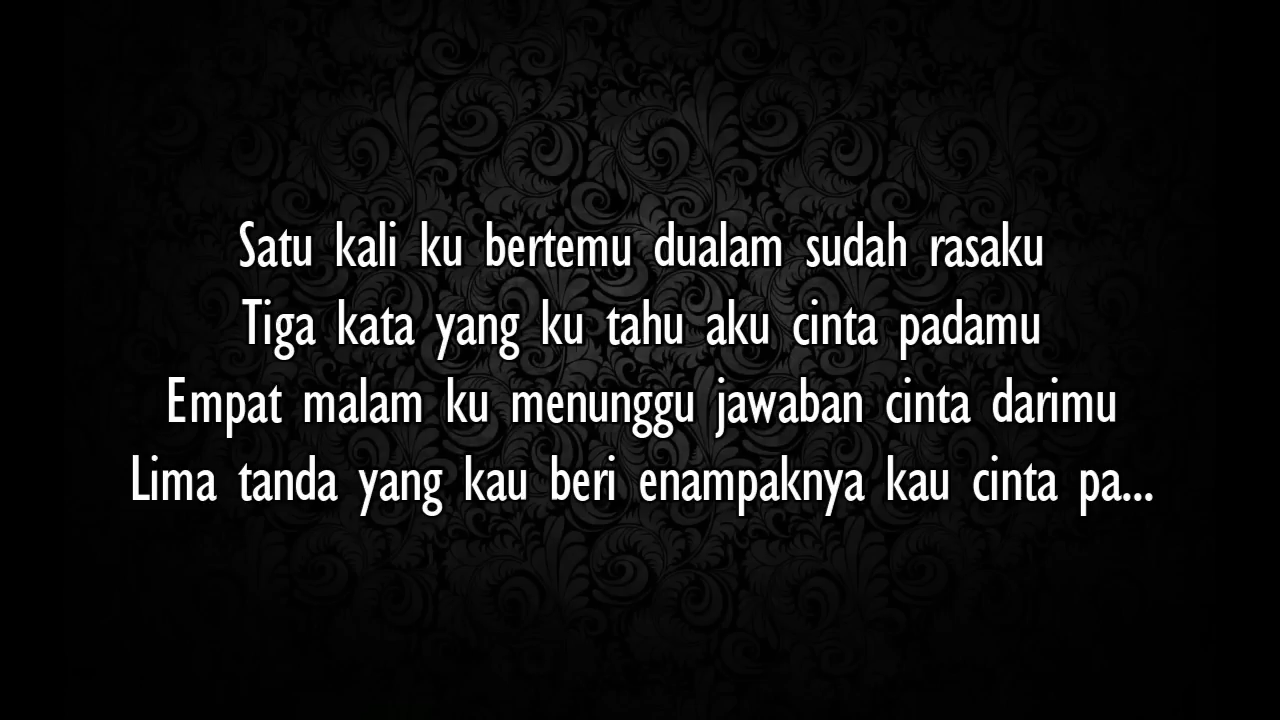 Satu kali ku bertemu dualam sudah rasaku
Tiga kata yang ku tahu aku cinta padamu
Empat malam ku menunggu jawaban cinta darimu
Lima tanda yang kau beri enampaknya kau cinta pa...